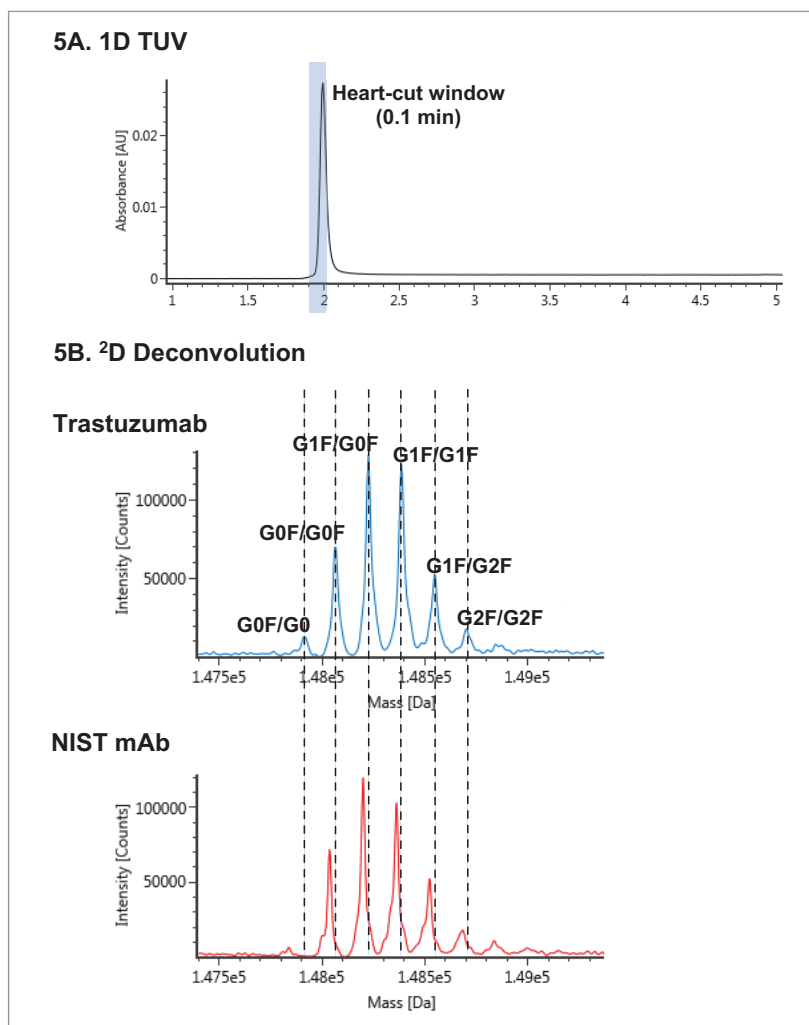 5A. 1D TUV
Heart-cut window
(0.1 min)
Absorbance [AU]
0.02
0.01
0
1 1.5 2 2.5 3 3.5 4 4.5 5
5B. ²D Deconvolution
Trastuzumab
G1F/G0F G1F/G1F
G0F/G0F
G1F/G2F
G0F/G0 G2F/G2F
Intensity [Counts]
100000
50000
1.475e5 1.48e5 1.485e5 1.49e5
Mass [Da]
NIST mAb
Intensity [Counts]
100000
50000
1.475e5 1.48e5 1.485e5 1.49e5
Mass [Da]